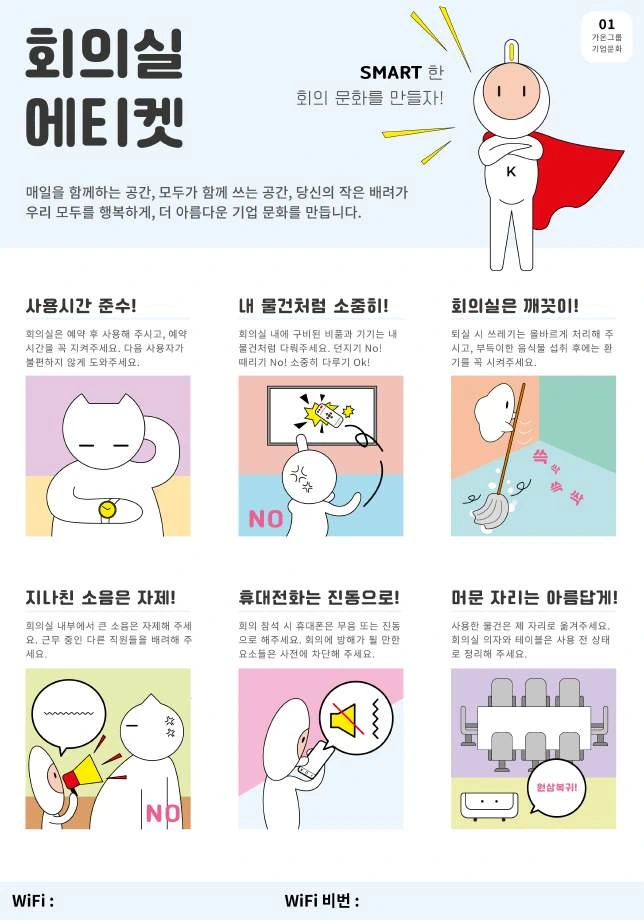 회의실
에티켓
SMART 한
회의 문화를 만들자!
01
가온그룹
기업문화
매일을 함께하는 공간, 모두가 함께 쓰는 공간, 당신의 작은 배려가
우리 모두를 행복하게, 더 아름다운 기업 문화를 만듭니다.
K
사용시간 준수!
회의실은 예약 후 사용해 주시고, 예약
시간을 꼭 지켜주세요. 다음 사용자가
불편하지 않게 도와주세요.
내 물건처럼 소중히!
회의실 내에 구비된 비품과 기기는 내
물건처럼 다뤄주세요. 던지기 No!
때리기 No! 소중히 다루기 Ok!
NO
회의실은 깨끗이!
퇴실 시 쓰레기는 올바르게 처리해 주
시고, 부득이한 음식물 섭취 후에는 환
기를 꼭 시켜주세요.
쓱
싹
쓱
싹
지나친 소음은 자제!
회의실 내부에서 큰 소음은 자제해 주세
요. 근무 중인 다른 직원들을 배려해 주
세요.
NO
휴대전화는 진동으로!
회의 참석 시 휴대폰은 무음 또는 진동
으로 해주세요. 회의에 방해가 될 만한
요소들은 사전에 차단해 주세요.
머문 자리는 아름답게!
사용한 물건은 제 자리로 옮겨주세요.
회의실 의자와 테이블은 사용 전 상태
로 정리해 주세요.
원상복귀!
WiFi :
WiFi 비번 :